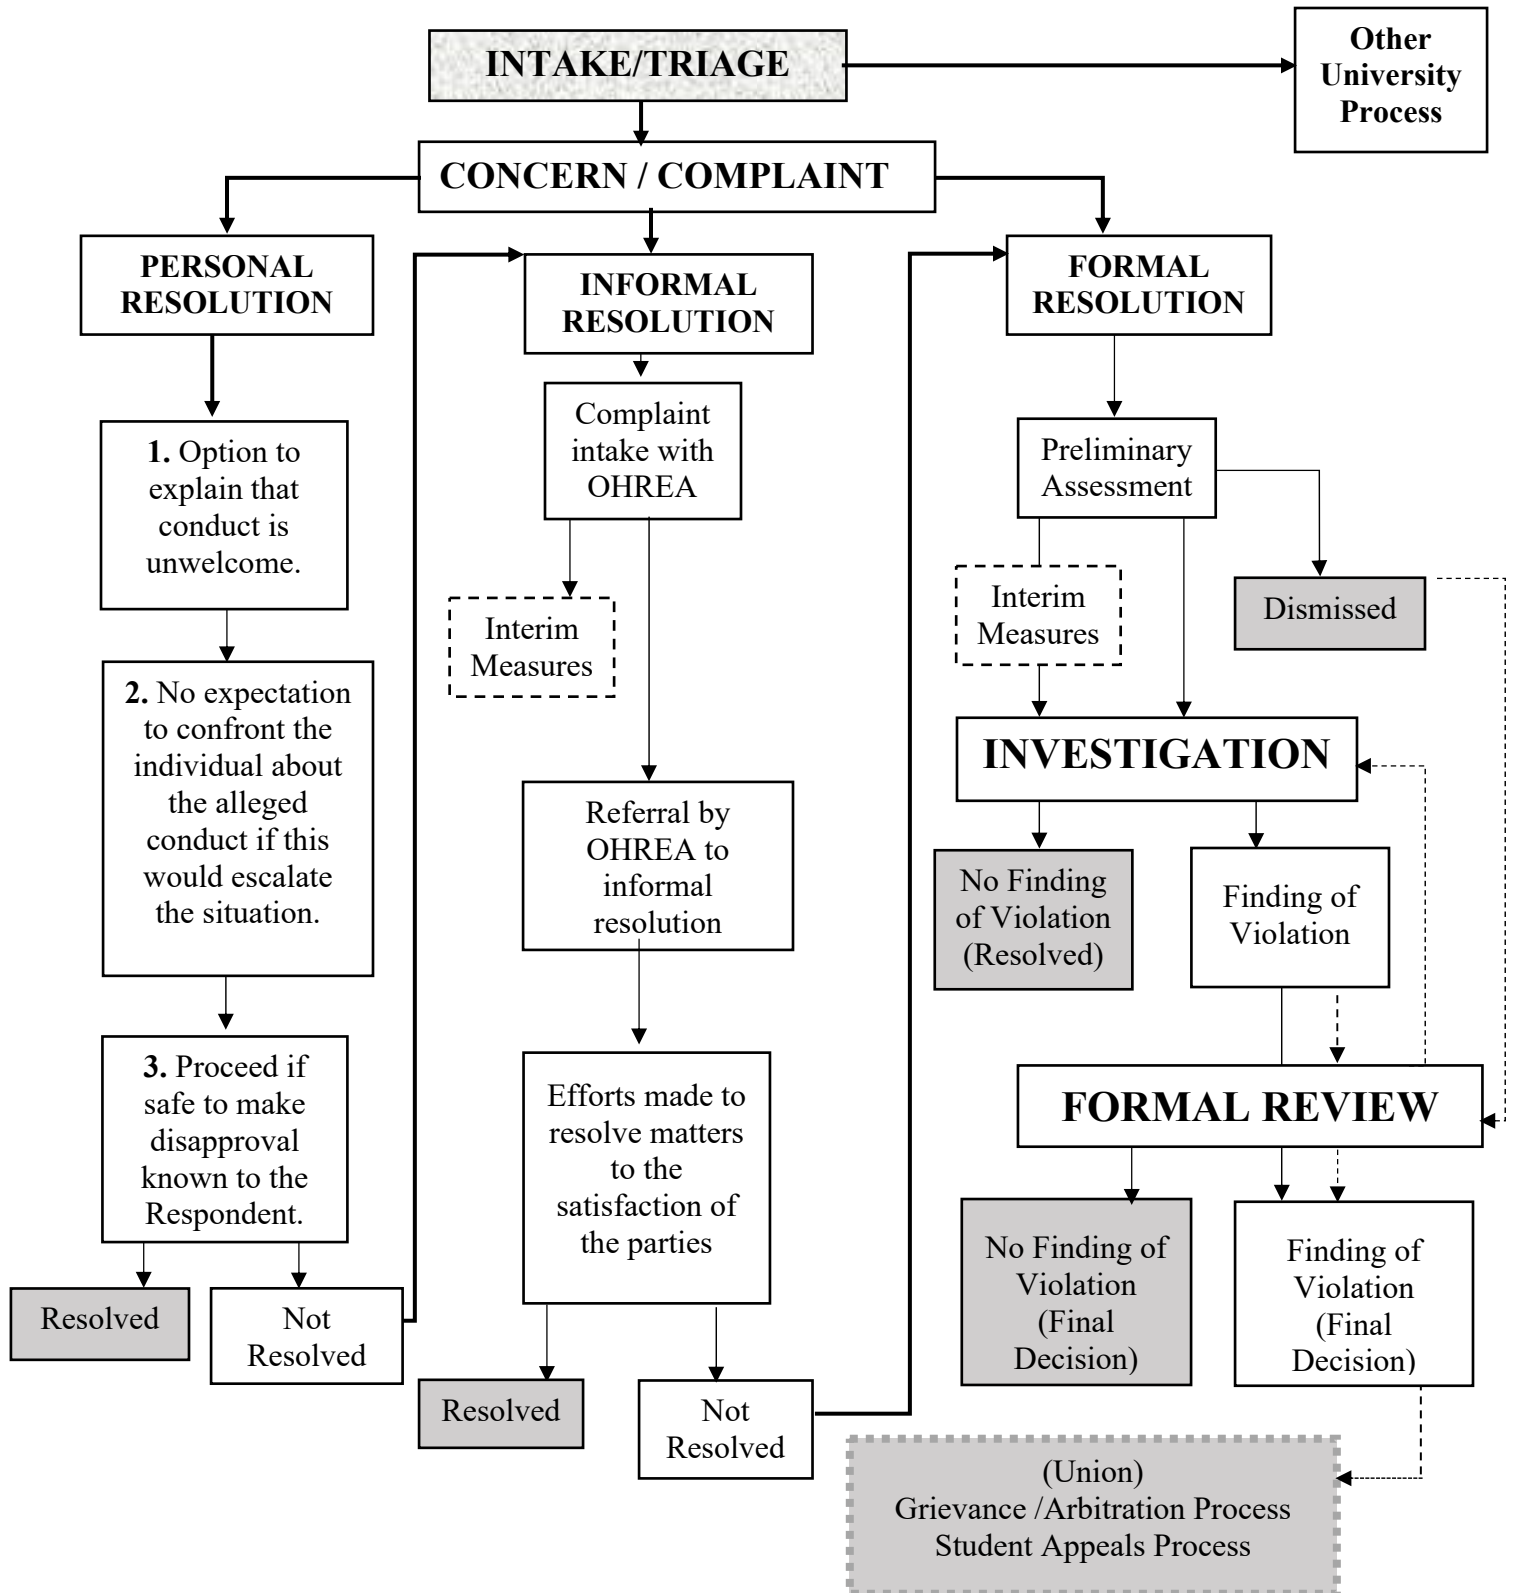 INTAKE/TRIAGE
Other
University
Process
CONCERN / COMPLAINT
PERSONAL
RESOLUTION
1. Option to
explain that
conduct is
unwelcome.
2. No expectation
to confront the
individual about
the alleged
conduct if this
would escalate
the situation.
3. Proceed if
safe to make
disapproval
known to the
Respondent.
Resolved
Not
Resolved
INFORMAL
RESOLUTION
Complaint
intake with
OHREA
Interim
Measures
Referral by
OHREA to
informal
resolution
Efforts made to
resolve matters
to the
satisfaction of
the parties
Resolved
Not
Resolved
FORMAL
RESOLUTION
Preliminary
Assessment
Interim
Measures
Dismissed
INVESTIGATION
No Finding
of Violation
(Resolved)
Finding of
Violation
FORMAL REVIEW
No Finding of
Violation
(Final
Decision)
Finding of
Violation
(Final
Decision)
(Union)
Grievance /Arbitration Process
Student Appeals Process